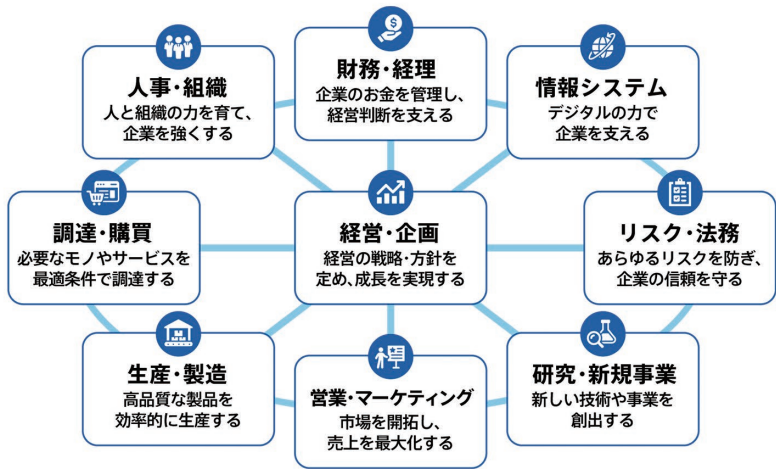 人事・組織
人と組織の力を育て、
企業を強くする
財務・経理
企業のお金を管理し、
経営判断を支える
情報システム
デジタルの力で
企業を支える
調達・購買
必要なモノやサービスを
最適条件で調達する
経営・企画
経営の戦略・方針を
定め、成長を実現する
リスク・法務
あらゆるリスクを防ぎ、
企業の信頼を守る
生産・製造
高品質な製品を
効率的に生産する
営業・マーケティング
市場を開拓し、
売上を最大化する
研究・新規事業
新しい技術や事業を
創出する